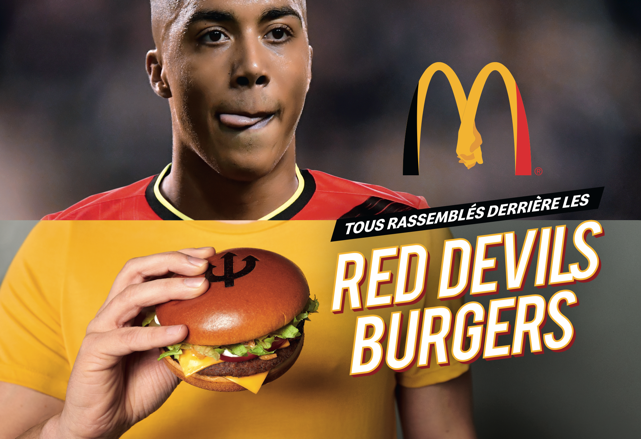 TOUS RASSEMBLÉS DERRIÈRE LES
RED DEVILS
BURGERS